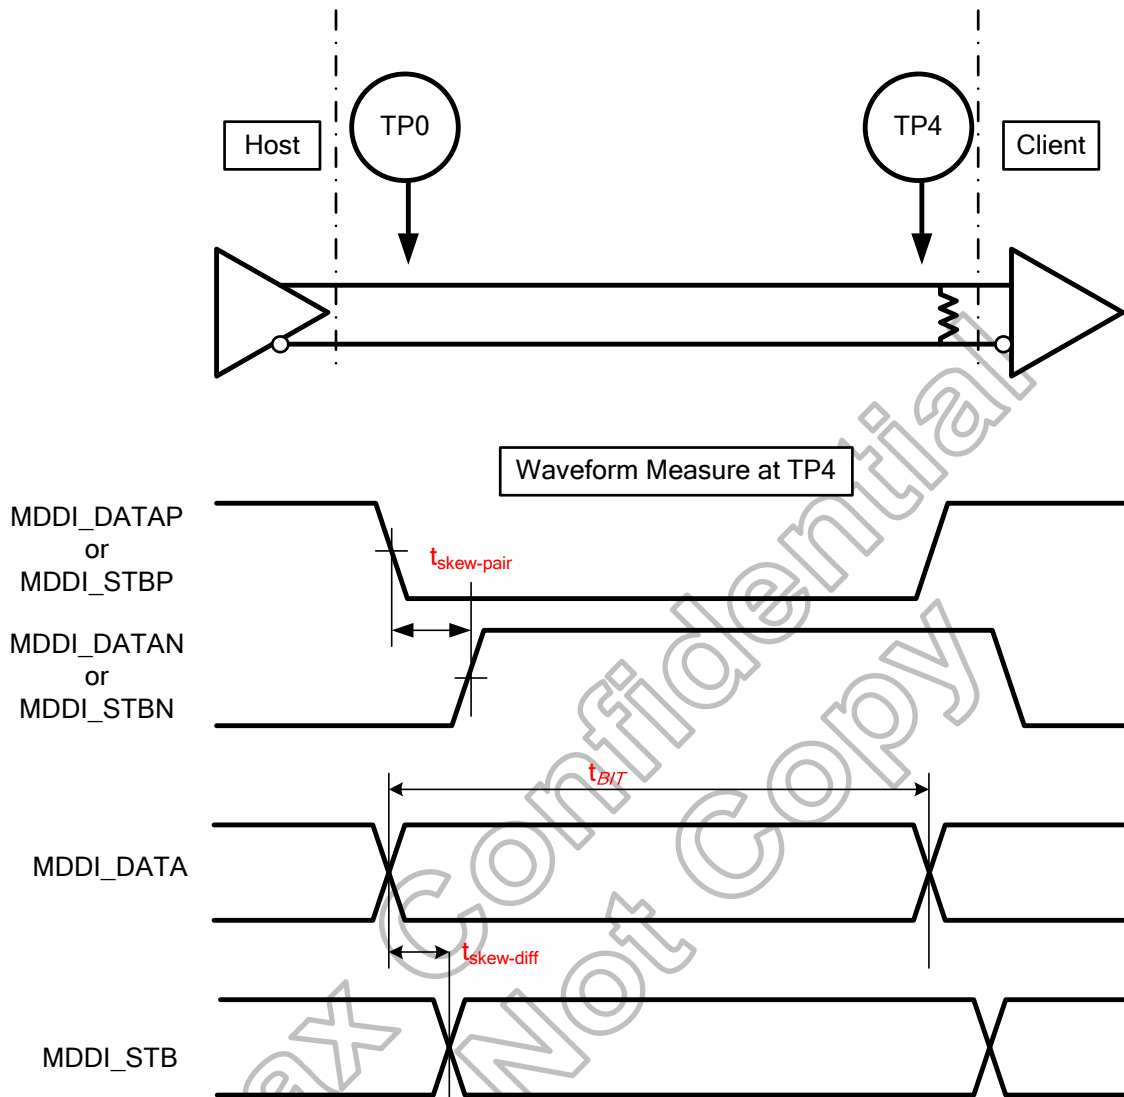 TP0
TP4
Host
Client
Waveform Measure at TP4
MDDI_DATAP
or
MDDI_STBP
tskew-pair
MDDI_DATAN
or
MDDI_STBN
tBIT
MDDI_DATA
tskew-diff
MDDI_STB
ax Confidential
Not Copy